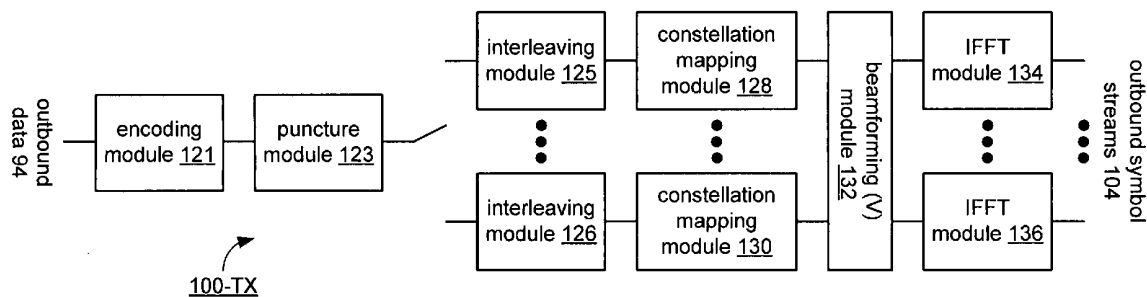 outbound
data 94
encoding
module 121
puncture
module 123
interleaving
module 125
constellation
mapping
module 128
beamforming (V)
module 132
IFFT
module 134
outbound symbol
streams 104
interleaving
module 126
constellation
mapping
module 130
IFFT
module 136
100-TX